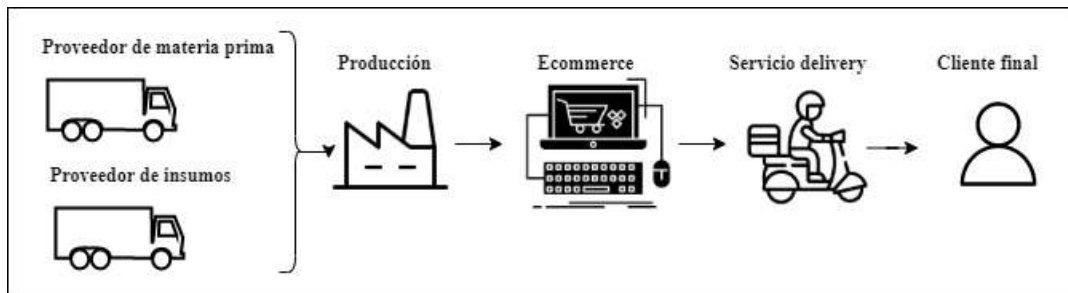 Proveedor de materia prima
Proveedor de insumos
Producción
Ecommerce
Servicio delivery
Cliente final